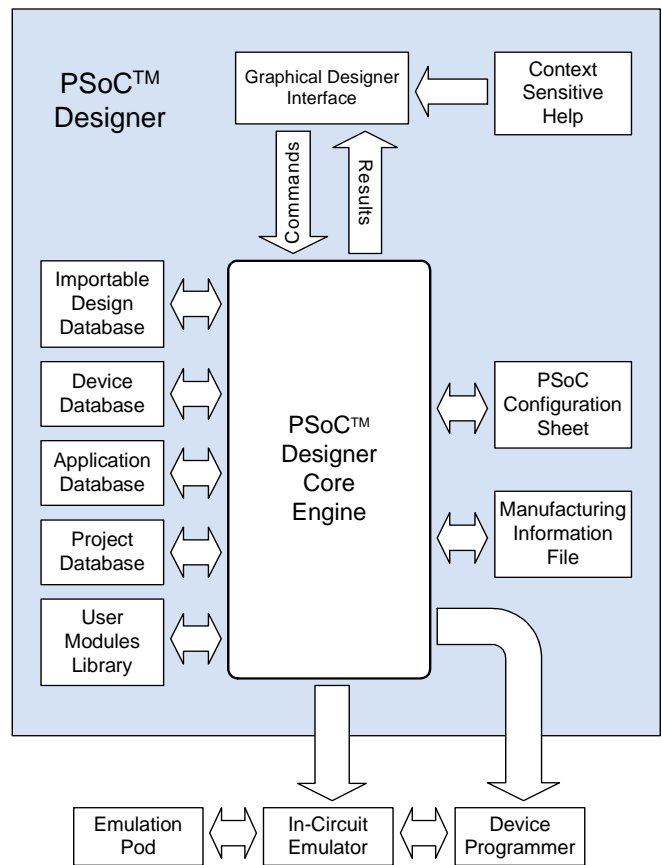 PSoC™
Designer
Graphical Designer
Interface
Context
Sensitive
Help
Commands
Results
Importable
Design
Database
Device
Database
Application
Database
Project
Database
User
Modules
Library
PSoC™
Designer
Core
Engine
PSoC
Configuration
Sheet
Manufacturing
Information
File
Emulation
Pod
In-Circuit
Emulator
Device
Programmer